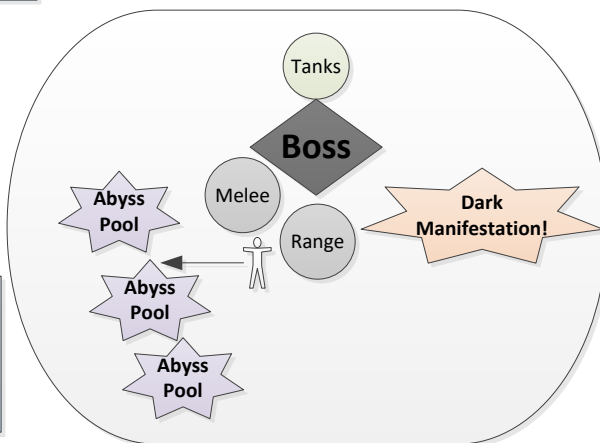 Tanks
Boss
Abyss
Pool
Melee
Dark
Manifestation!
Range
Abyss
Pool
Abyss
Pool